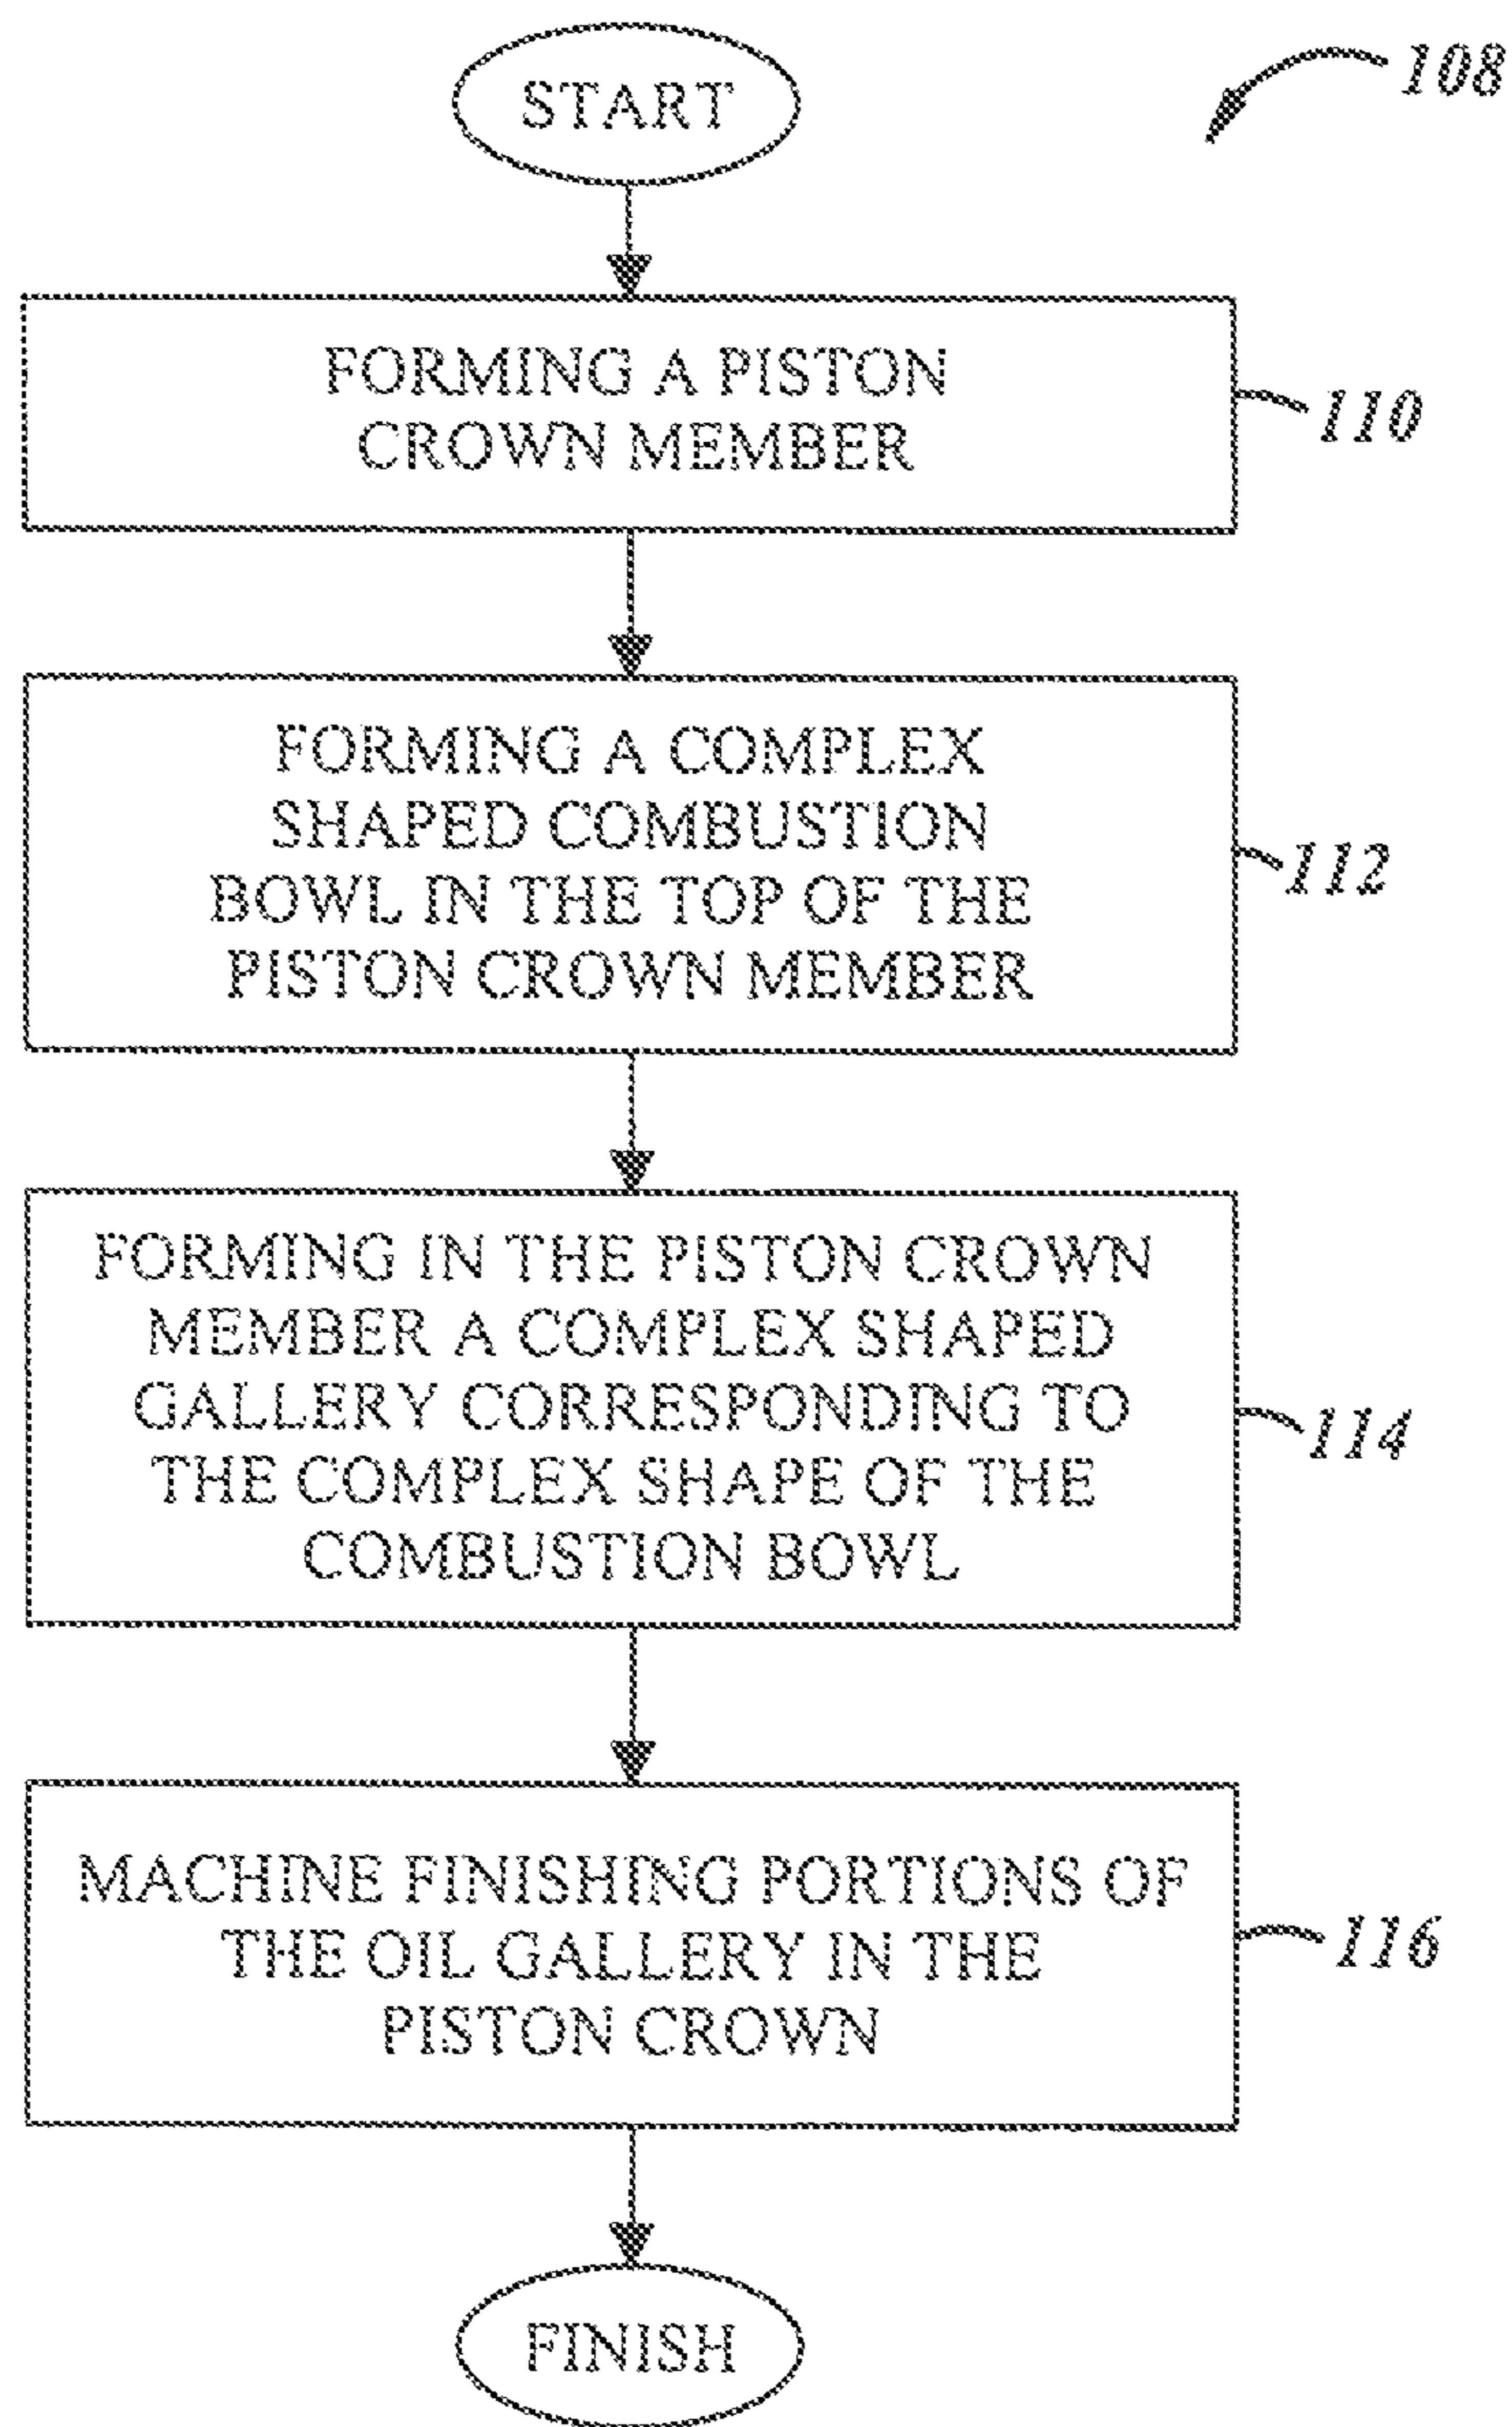 START
108
FORMING A PISTON
CROWN MEMBER
110
FORMING A COMPLEX
SHAPED COMBUSTION
BOWL IN THE TOP OF THE
PISTON CROWN MEMBER
112
FORMING IN THE PISTON CROWN
MEMBER A COMPLEX SHAPED
GALLERY CORRESPONDING TO
THE COMPLEX SHAPE OF THE
COMBUSTION BOWL
114
MACHINE FINISHING PORTIONS OF
THE OIL GALLERY IN THE
PISTON CROWN
116
FINISH